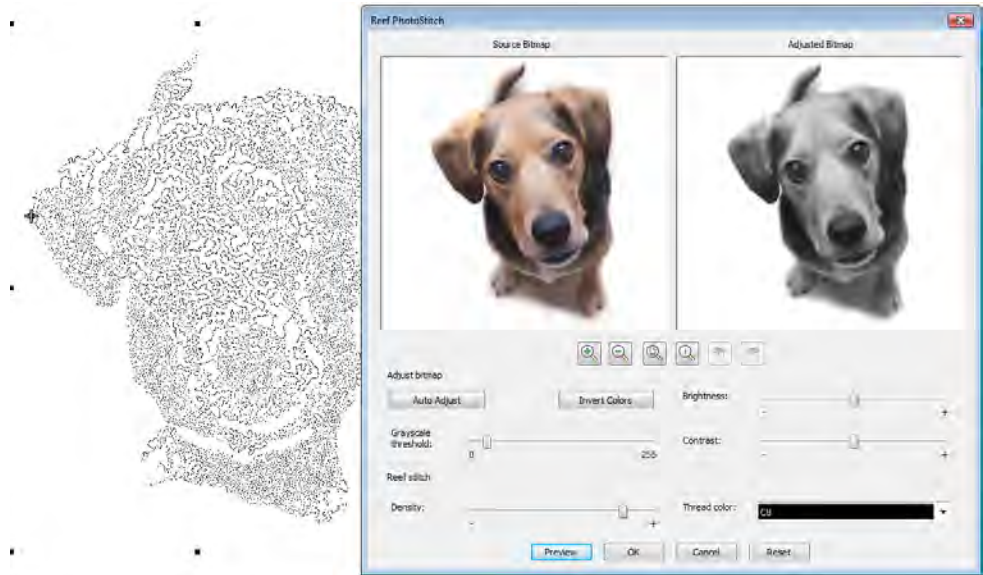 Reef PhotoStitch
Source Bitmap
Adjusted Bitmap
Adjust bitmap
Auto Adjust
Invert Colors
Brightness:
- +
Grayscale
threshold:
0 255
Contrast:
- +
Reef stitch
Density:
- +
Thread color:
C8
Preview
OK
Cancel
Reset